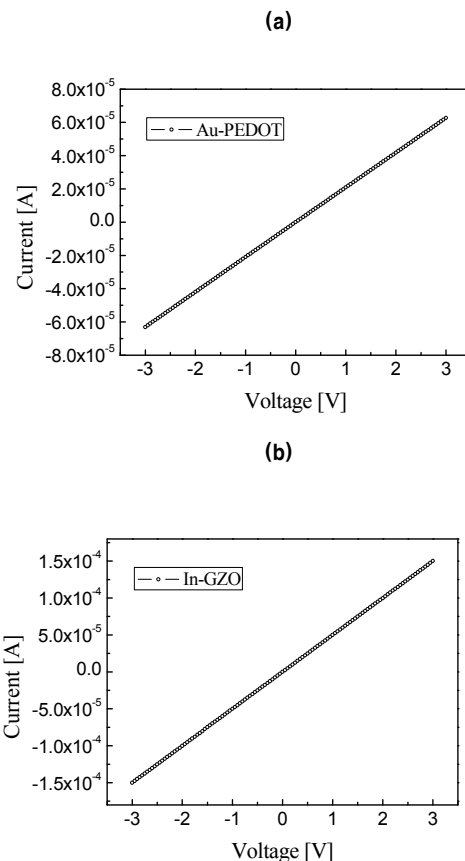 (a)
8.0x10⁻⁵
6.0x10⁻⁵
4.0x10⁻⁵
2.0x10⁻⁵
0.0
-2.0x10⁻⁵
-4.0x10⁻⁵
-6.0x10⁻⁵
-8.0x10⁻⁵
Current [A]
Au-PEDOT
-3 -2 -1 0 1 2 3
Voltage [V]
(b)
1.5x10⁻⁴
1.0x10⁻⁴
5.0x10⁻⁵
0.0
-5.0x10⁻⁵
-1.0x10⁻⁴
-1.5x10⁻⁴
Current [A]
In-GZO
-3 -2 -1 0 1 2 3
Voltage [V]